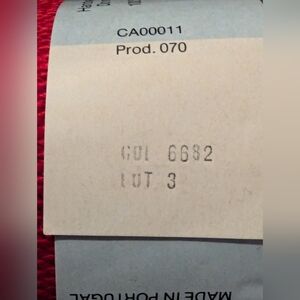 CA00011
Prod. 070
COL 6682
LOT 3
MADE IN PORTUGAL